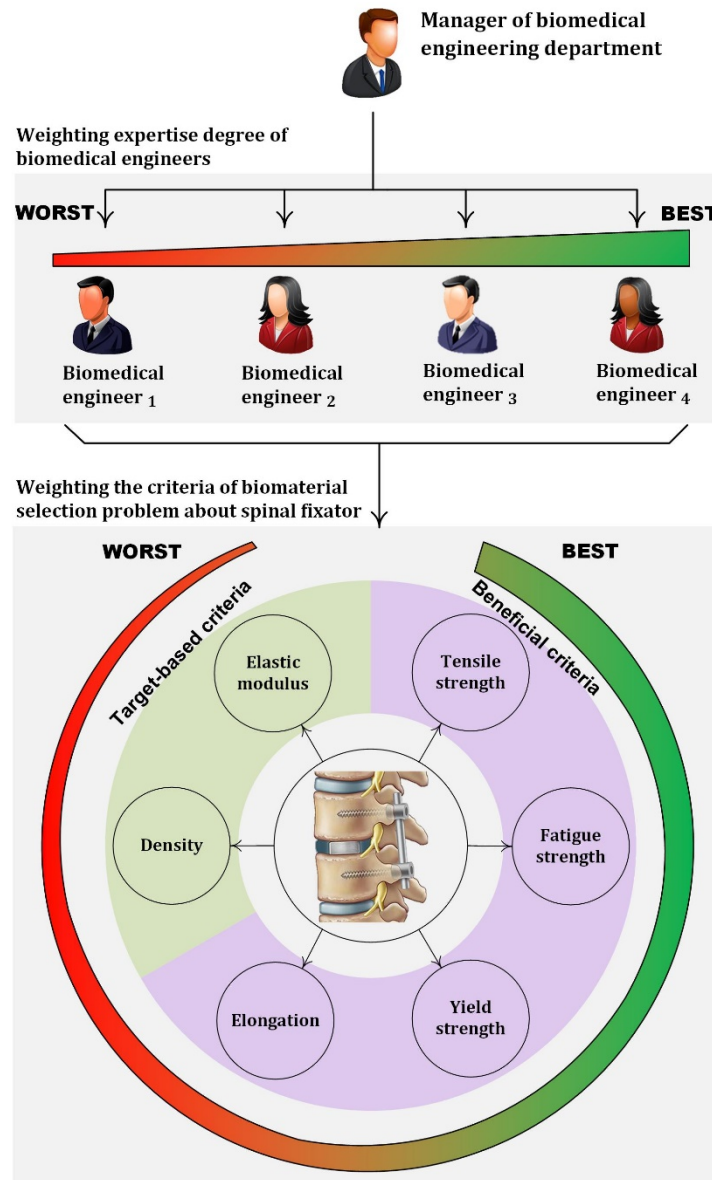 Manager of biomedical
engineering department
Weighting expertise degree of
biomedical engineers
WORST
BEST
Biomedical
engineer 1
Biomedical
engineer 2
Biomedical
engineer 3
Biomedical
engineer 4
Weighting the criteria of biomaterial
selection problem about spinal fixator
WORST
BEST
Target-based criteria
Beneficial criteria
Elastic
modulus
Tensile
strength
Density
Fatigue
strength
Elongation
Yield
strength